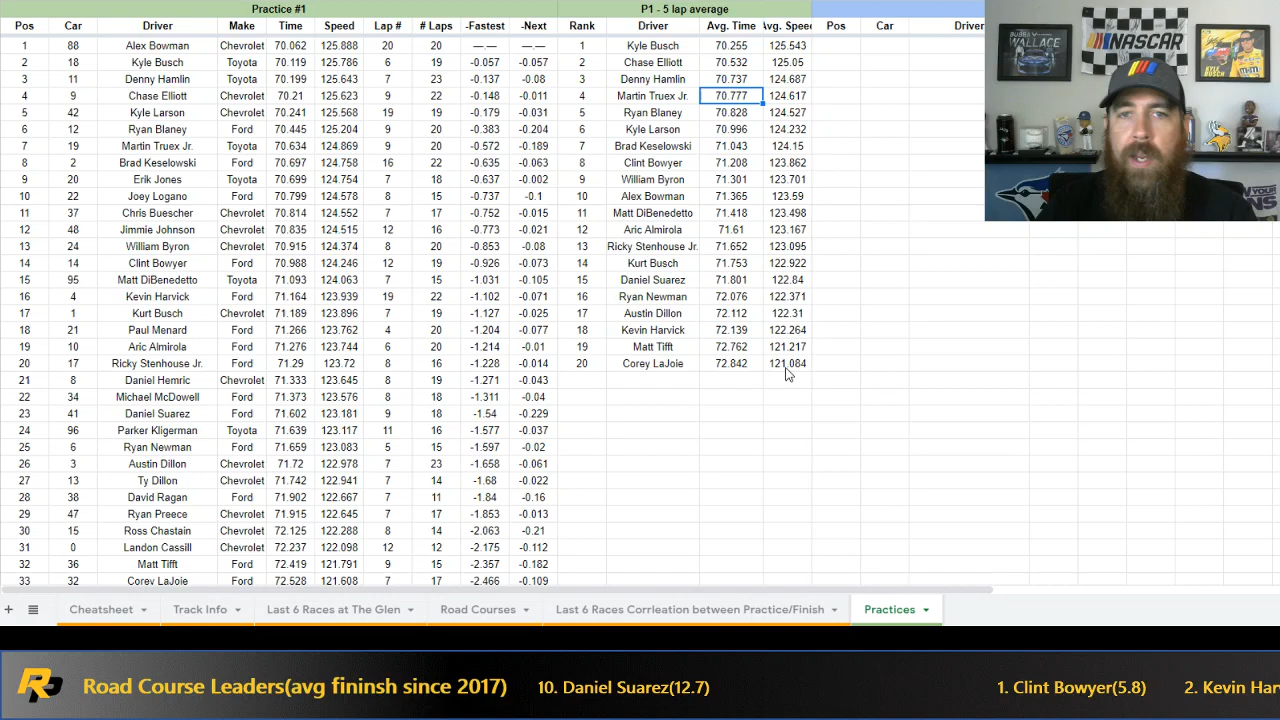 Practice #1 P1 - 5 lap average
Pos Car Driver Make Time Speed Lap # # Laps -Fastest -Next Rank Driver Avg. Time Avg. Speed Pos Car Driver
1 88 Alex Bowman Chevrolet 70.062 125.888 20 20 —.— —.— 1 Kyle Busch 70.255 125.543
2 18 Kyle Busch Toyota 70.119 125.786 6 20 -0.057 -0.057 2 Chase Elliott 70.532 125.05
3 11 Denny Hamlin Toyota 70.199 125.643 7 23 -0.137 -0.08 3 Denny Hamlin 70.737 124.687
4 9 Chase Elliott Chevrolet 70.21 125.623 9 22 -0.148 -0.011 4 Martin Truex Jr. 70.777 124.617
5 42 Kyle Larson Chevrolet 70.241 125.568 19 19 -0.179 -0.031 5 Ryan Blaney 70.828 124.527
6 12 Ryan Blaney Ford 70.445 125.204 9 20 -0.383 -0.204 6 Kyle Larson 70.996 124.232
7 19 Martin Truex Jr. Toyota 70.634 124.869 9 20 -0.572 -0.189 7 Brad Keselowski 71.043 124.15
8 2 Brad Keselowski Ford 70.697 124.758 16 22 -0.635 -0.063 8 Clint Bowyer 71.208 123.862
9 20 Erik Jones Toyota 70.699 124.754 7 18 -0.637 -0.002 9 William Byron 71.301 123.701
10 22 Joey Logano Ford 70.799 124.578 8 15 -0.737 -0.1 10 Alex Bowman 71.365 123.59
11 37 Chris Buescher Chevrolet 70.814 124.552 7 17 -0.752 -0.015 11 Matt DiBenedetto 71.418 123.498
12 48 Jimmie Johnson Chevrolet 70.835 124.515 12 16 -0.773 -0.021 12 Aric Almirola 71.61 123.167
13 24 William Byron Chevrolet 70.915 124.374 8 20 -0.853 -0.08 13 Ricky Stenhouse Jr. 71.652 123.095
14 14 Clint Bowyer Ford 70.988 124.246 12 19 -0.926 -0.073 14 Kurt Busch 71.753 122.922
15 95 Matt DiBenedetto Toyota 71.093 124.063 7 15 -1.031 -0.105 15 Daniel Suarez 71.801 122.84
16 4 Kevin Harvick Ford 71.164 123.939 19 22 -1.102 -0.071 16 Ryan Newman 72.076 122.371
17 1 Kurt Busch Chevrolet 71.189 123.896 7 19 -1.127 -0.025 17 Austin Dillon 72.112 122.31
18 21 Paul Menard Ford 71.266 123.762 4 20 -1.204 -0.077 18 Kevin Harvick 72.139 122.264
19 10 Aric Almirola Ford 71.276 123.744 6 20 -1.214 -0.01 19 Matt Tifft 72.762 121.217
20 17 Ricky Stenhouse Jr. Ford 71.29 123.72 8 16 -1.228 -0.014 20 Corey LaJoie 72.842 121.084
21 8 Daniel Hemric Chevrolet 71.333 123.645 8 19 -1.271 -0.043
22 34 Michael McDowell Ford 71.373 123.576 8 18 -1.311 -0.04
23 41 Daniel Suarez Ford 71.602 123.181 9 18 -1.54 -0.229
24 96 Parker Kligerman Toyota 71.639 123.117 11 16 -1.577 -0.037
25 6 Ryan Newman Ford 71.659 123.083 5 15 -1.597 -0.02
26 3 Austin Dillon Chevrolet 71.72 122.978 7 23 -1.658 -0.061
27 13 Ty Dillon Chevrolet 71.742 122.941 7 14 -1.68 -0.022
28 38 David Ragan Ford 71.902 122.667 7 11 -1.84 -0.16
29 47 Ryan Preece Chevrolet 71.915 122.645 7 17 -1.853 -0.013
30 15 Ross Chastain Chevrolet 72.125 122.288 8 14 -2.063 -0.21
31 0 Landon Cassill Chevrolet 72.237 122.098 12 12 -2.175 -0.112
32 36 Matt Tifft Ford 72.419 121.791 9 15 -2.357 -0.182
33 32 Corey LaJoie Ford 72.528 121.608 7 17 -2.466 -0.109
BUBBA WALLACE NASCAR KYLE BUSCH
+ Cheatsheet Track Info Last 6 Races at The Glen Road Courses Last 6 Races Corrleation between Practice/Finish Practices
RP Road Course Leaders(avg fininsh since 2017) 10. Daniel Suarez(12.7) 1. Clint Bowyer(5.8) 2. Kevin Har